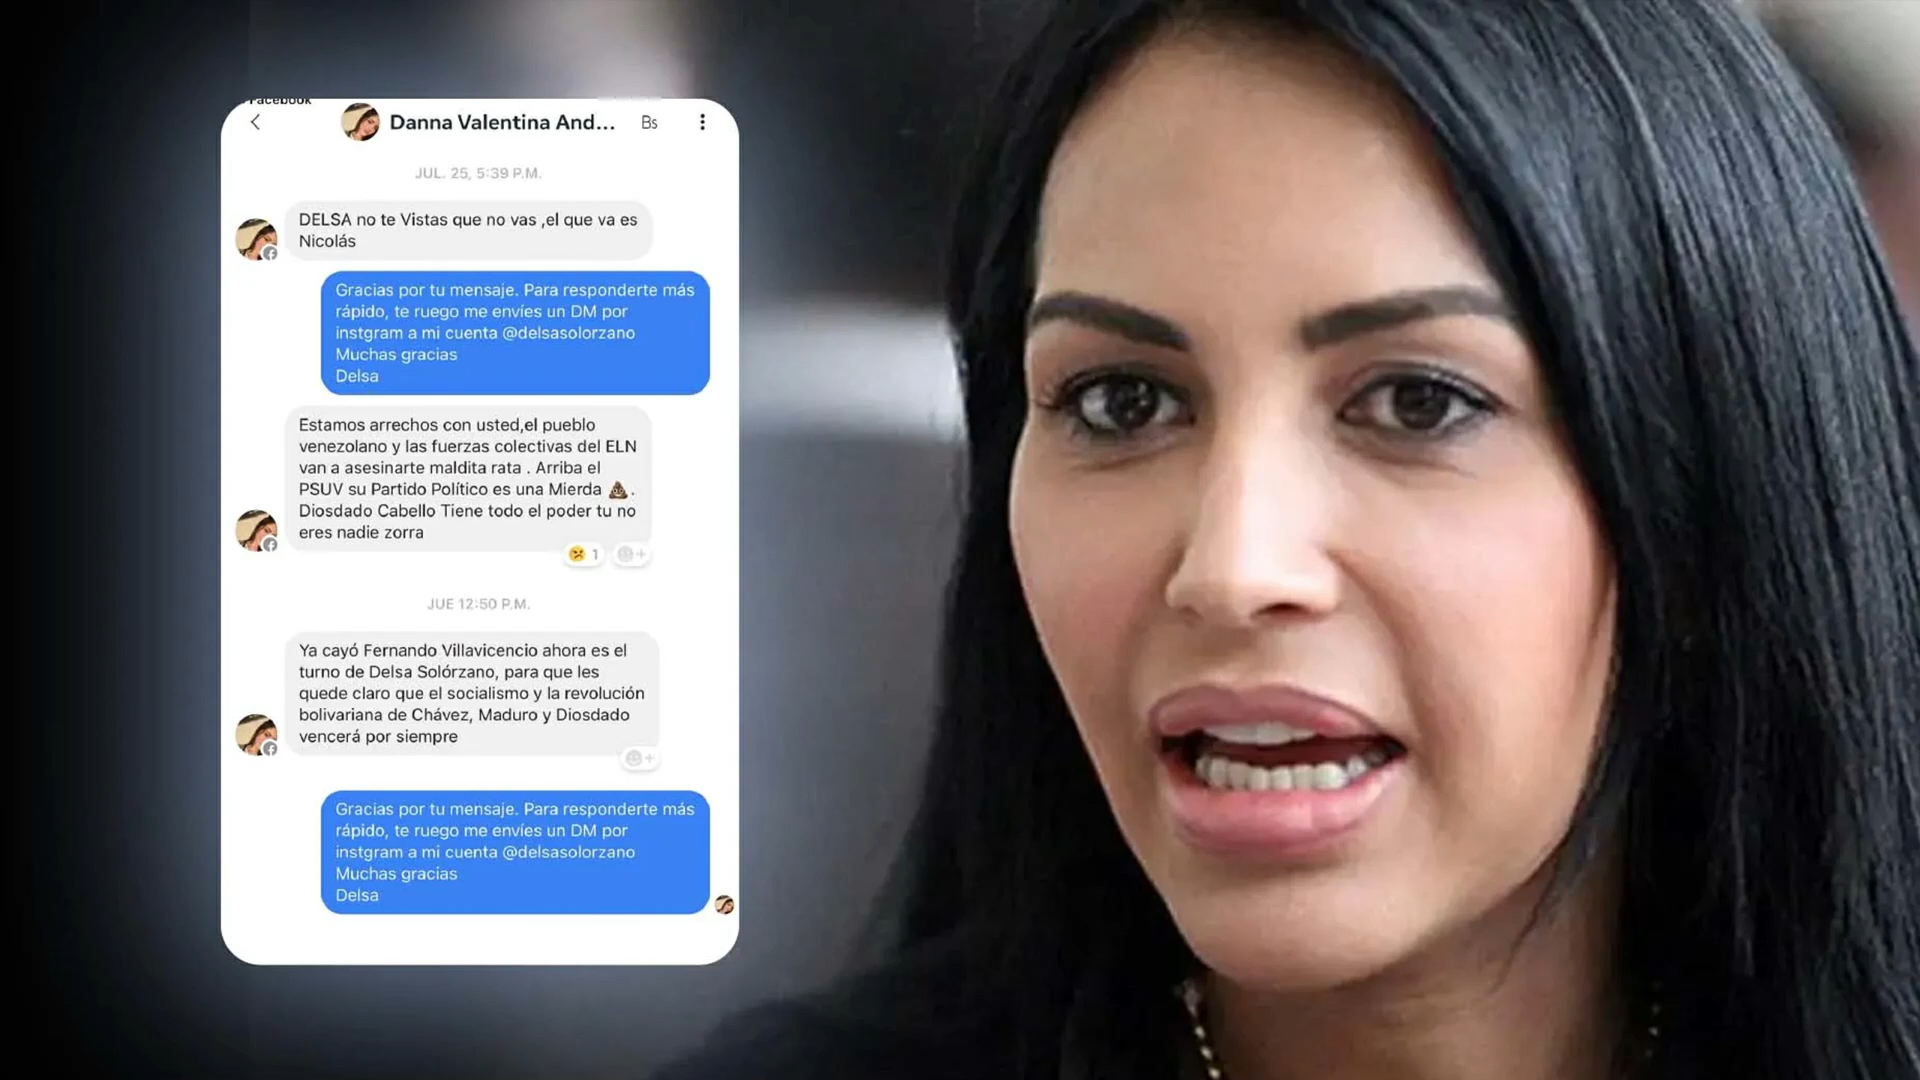 Facebook
Danna Valentina And... Bs
JUL. 25, 5:39 P.M.
DELSA no te Vistas que no vas ,el que va es
Nicolás
Gracias por tu mensaje. Para responderte más
rápido, te ruego me envíes un DM por
instgram a mi cuenta @delsasolorzano
Muchas gracias
Delsa
Estamos arrechos con usted,el pueblo
venezolano y las fuerzas colectivas del ELN
van a asesinarte maldita rata . Arriba el
PSUV su Partido Político es una Mierda 💩.
Diosdado Cabello Tiene todo el poder tu no
eres nadie zorra
1
JUE 12:50 P.M.
Ya cayó Fernando Villavicencio ahora es el
turno de Delsa Solórzano, para que les
quede claro que el socialismo y la revolución
bolivariana de Chávez, Maduro y Diosdado
vencerá por siempre
Gracias por tu mensaje. Para responderte más
rápido, te ruego me envíes un DM por
instgram a mi cuenta @delsasolorzano
Muchas gracias
Delsa